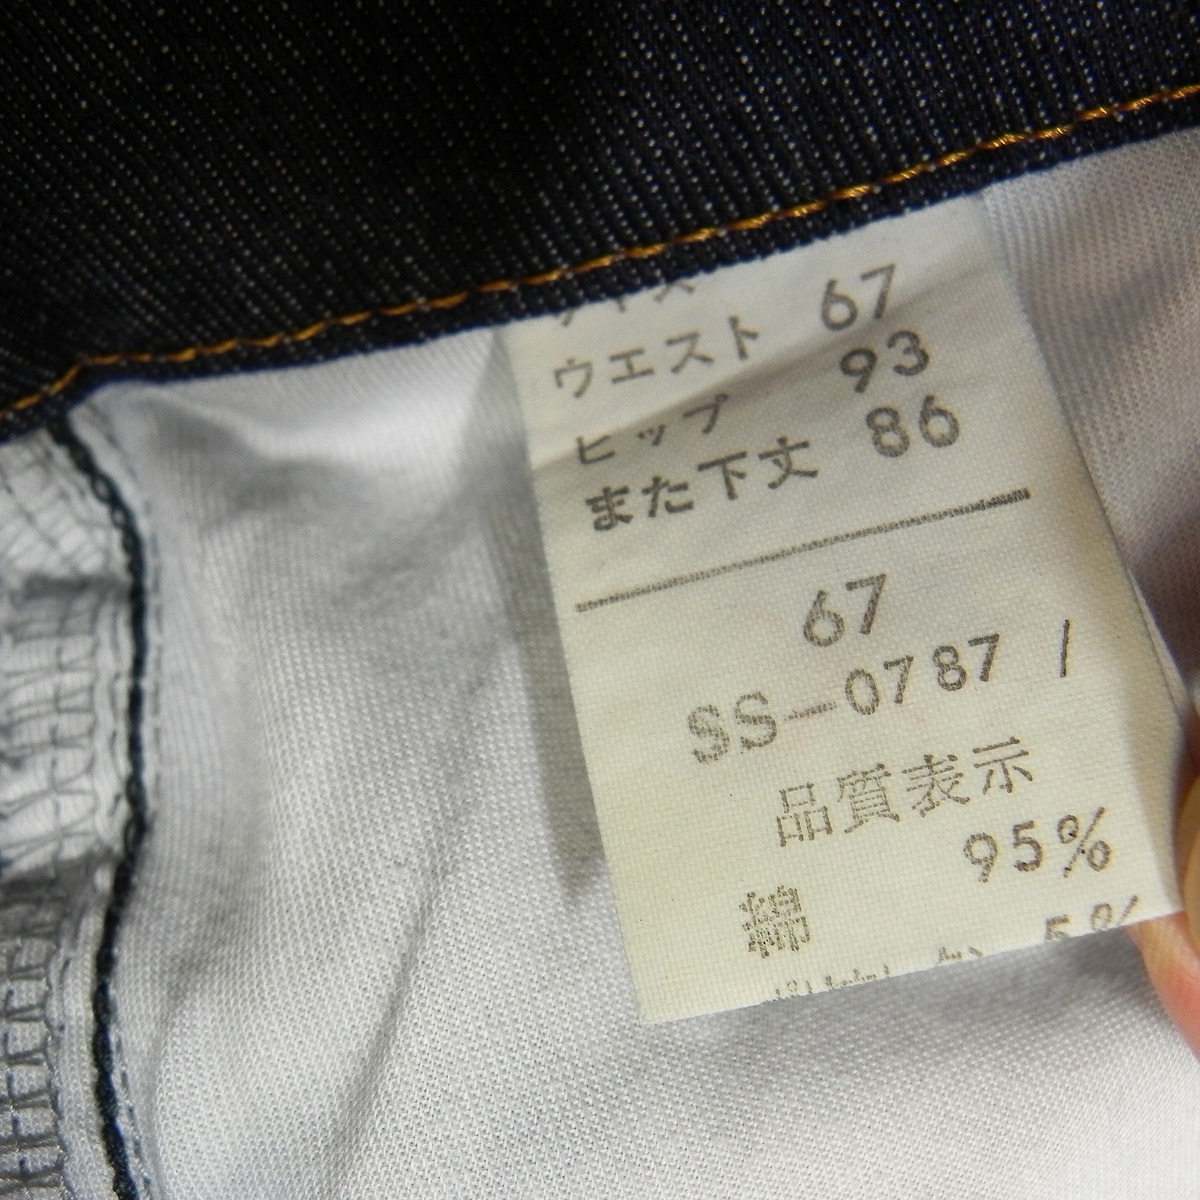 ウエスト 67
ヒップ 93
また下丈 86
67
SS-0787 /
品質表示
綿 95%
5%